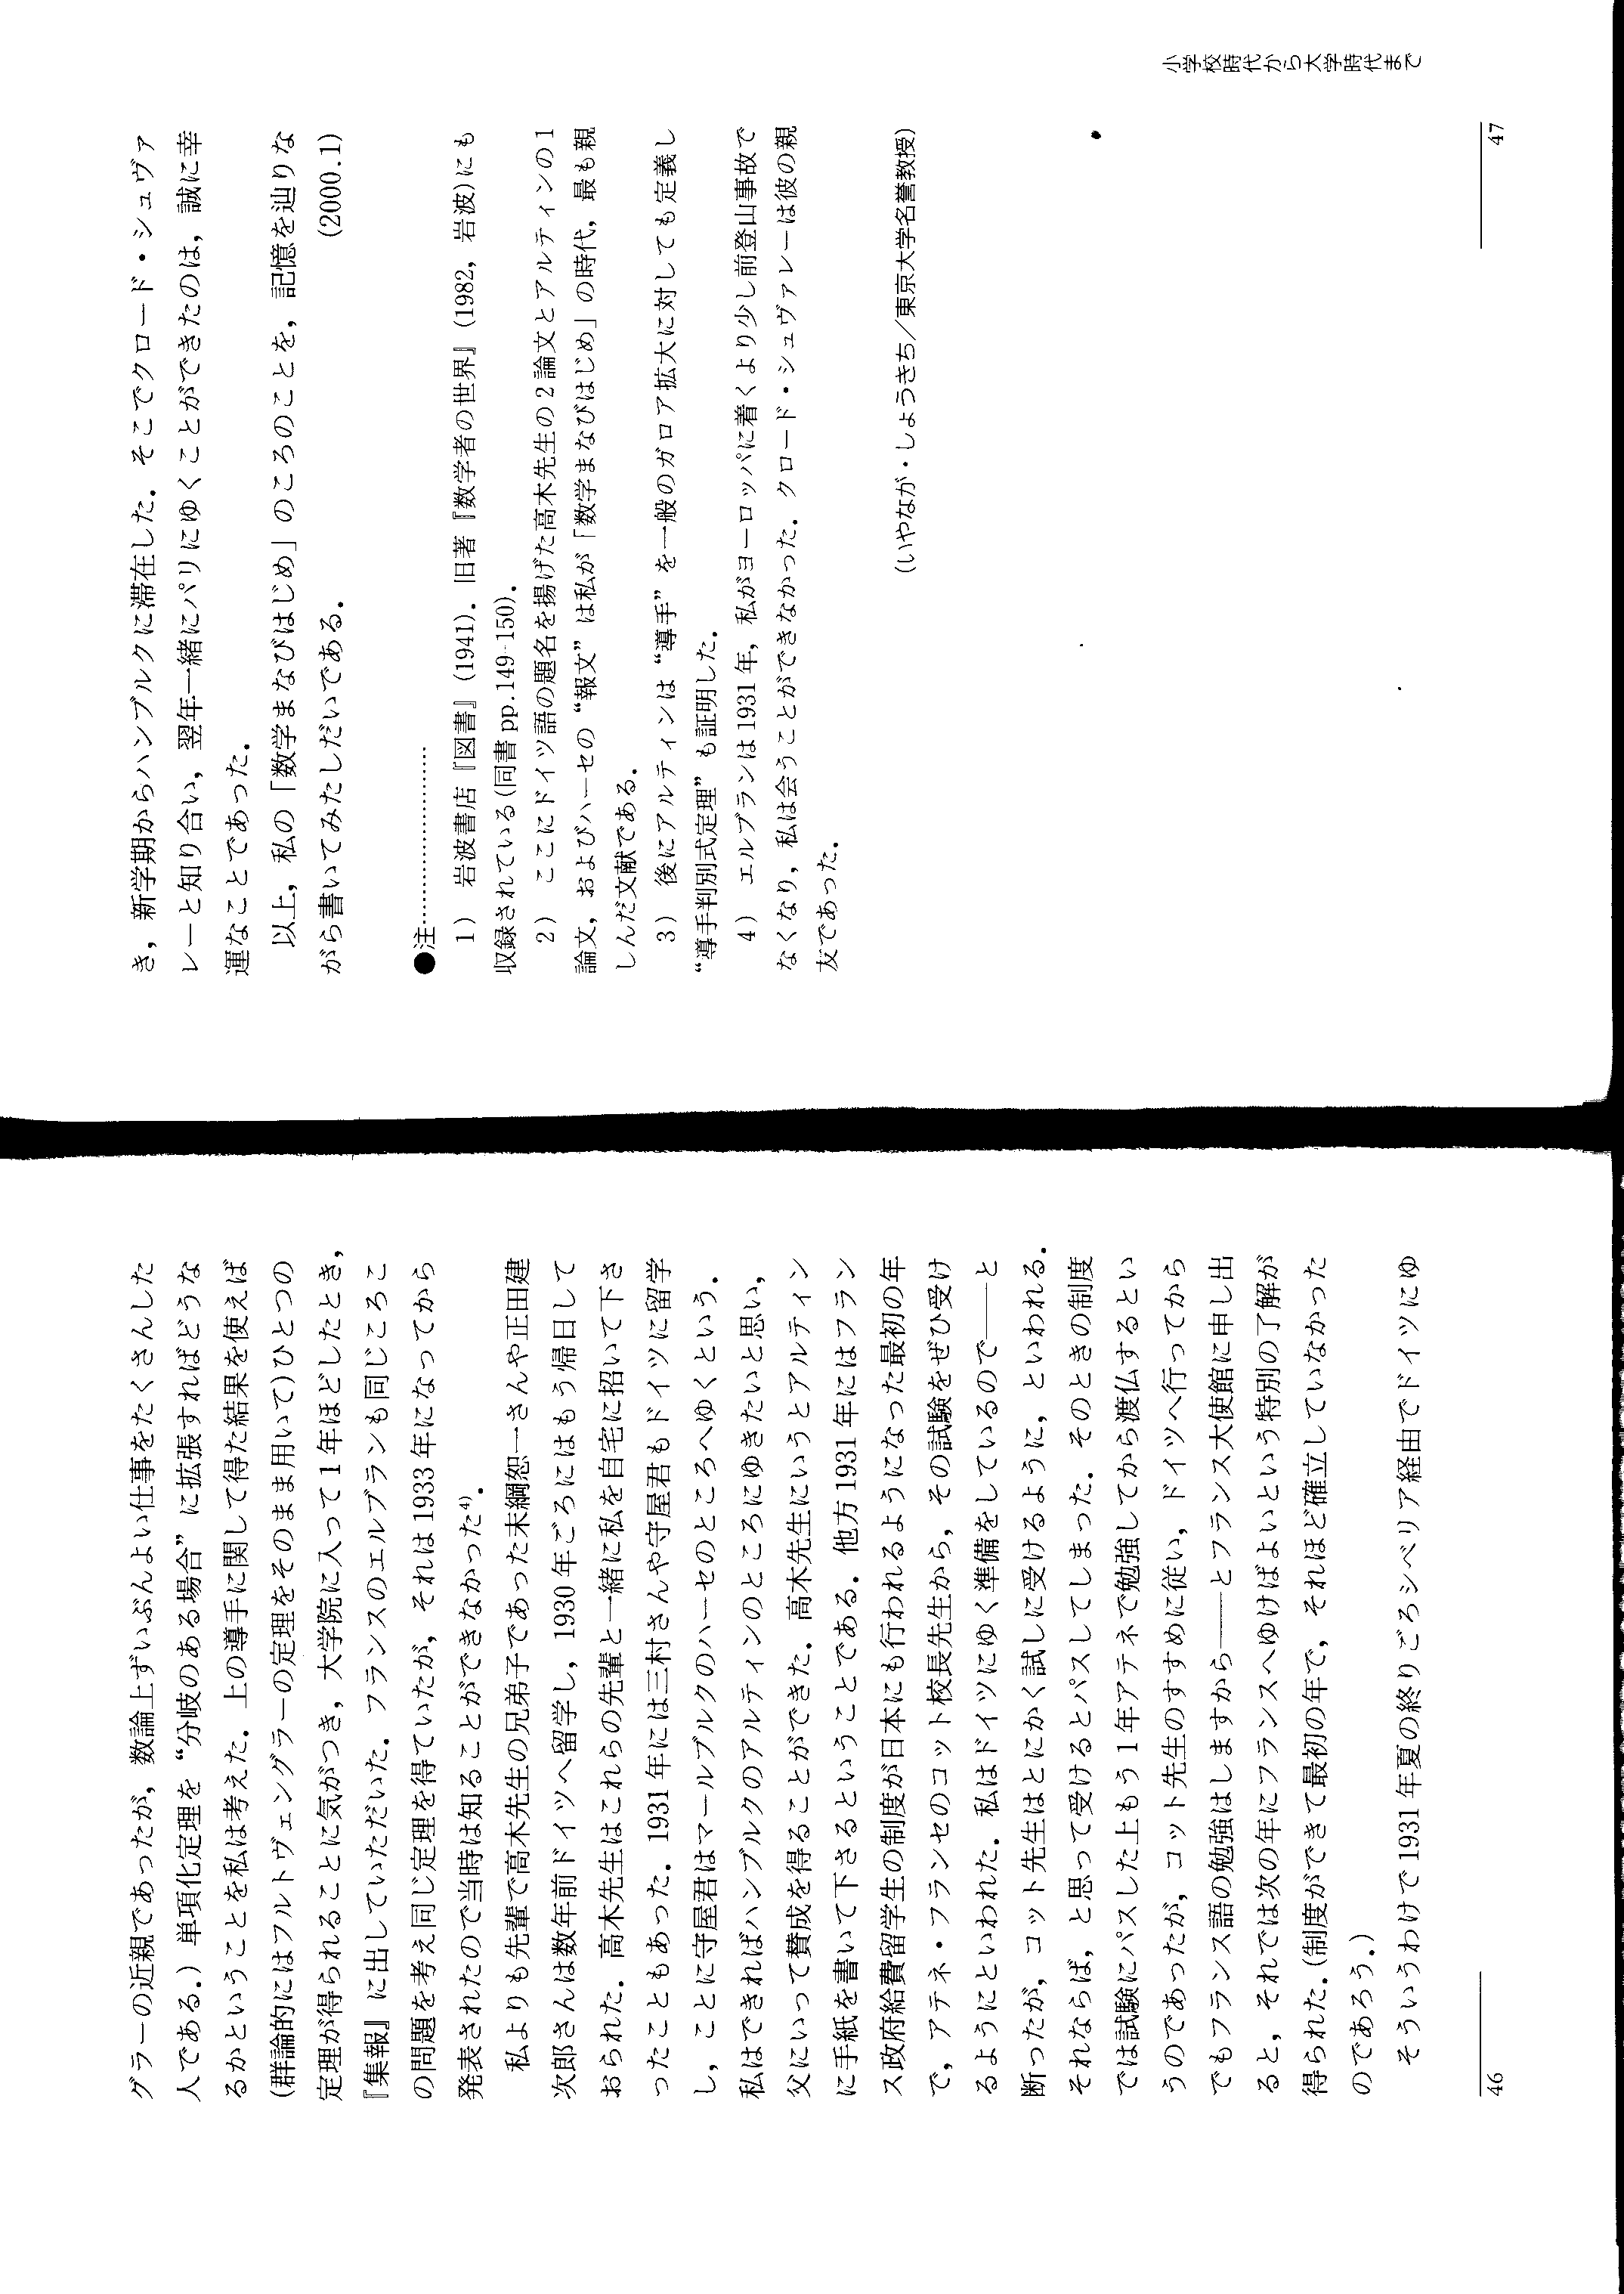 グラーの近親であったが，数論上ずいぶんよい仕事をたくさんした
人である．）単項化定理を“分岐のある場合”に拡張すればどうな
るかということを私は考えた．上の導手に関して得た結果を使えば
（群論的にはフルトヴェングラーの定理をそのまま用いて）ひとつの
定理が得られることに気がつき，大学院に入って1年ほどしたとき，
『集報』に出していただいた．フランスのエルブランも同じころこ
の問題を考え同じ定理を得ていたが，それは1933年になってから
発表されたので当時は知ることができなかった4)．
私よりも先輩で高木先生の兄弟子であった末綱恕一さんや正田建
次郎さんは数年前ドイツへ留学し，1930年ごろにはもう帰日して
おられた．高木先生はこれらの先輩と一緒に私を自宅に招いて下さ
ったこともあった．1931年には三村さんや守屋君もドイツに留学
し，ことに守屋君はマールブルクのハーセのところへゆくという．
私はできればハンブルクのアルティンのところにゆきたいと思い，
父にいって賛成を得ることができた．高木先生にいうとアルティン
に手紙を書いて下さるということである．他方1931年にはフラン
ス政府給費留学生の制度が日本にも行われるようになった最初の年
で，アテネ・フランセのコット校長先生から，その試験をぜひ受け
るようにといわれた．私はドイツにゆく準備をしているので――と
断ったが，コット先生はとにかく試しに受けるように，といわれる．
それならば，と思って受けるとパスしてしまった．そのときの制度
では試験にパスした上もう1年アテネで勉強してから渡仏するとい
うのであったが，コット先生のすすめに従い，ドイツへ行ってから
でもフランス語の勉強はしますから――とフランス大使館に申し出
ると，それでは次の年にフランスへゆけばよいという特別の了解が
得られた．（制度ができて最初の年で，それほど確立していなかった
のであろう．）
そういうわけで1931年夏の終りごろシベリア経由でドイツにゆ
46
き，新学期からハンブルクに滞在した．そこでクロード・シュヴァ
レーと知り合い，翌年一緒にパリにゆくことができたのは，誠に幸
運なことであった．
以上，私の「数学まなびはじめ」のころのことを，記憶を辿りな
がら書いてみたしだいである．　(2000.1)
●注……………………
1）　岩波書店『図書』(1941)．旧著『数学者の世界』(1982，岩波)にも
収録されている(同書pp.149-150)．
2）　ここにドイツ語の題名を揚げた高木先生の2論文とアルティンの1
論文，およびハーセの“報文”は私が「数学まなびはじめ」の時代，最も親
しんだ文献である．
3）　後にアルティンは“導手”を一般のガロア拡大に対しても定義し
“導手判別式定理”も証明した．
4）　エルブランは1931年，私がヨーロッパに着くより少し前登山事故で
なくなり，私は会うことができなかった．クロード・シュヴァレーは彼の親
友であった．
（いやなが・しょうきち／東京大学名誉教授）
小学校時代から大学時代まで
47